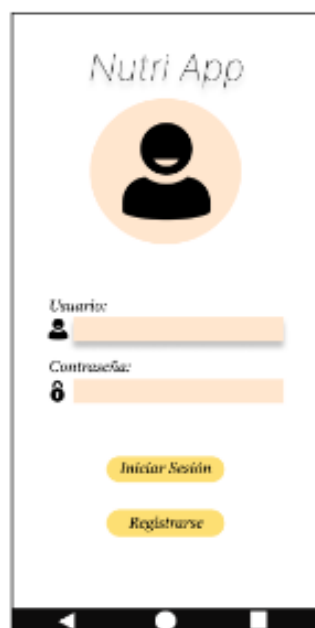 Nutri App
Usuario:
Contraseña:
Iniciar Sesión
Registrarse